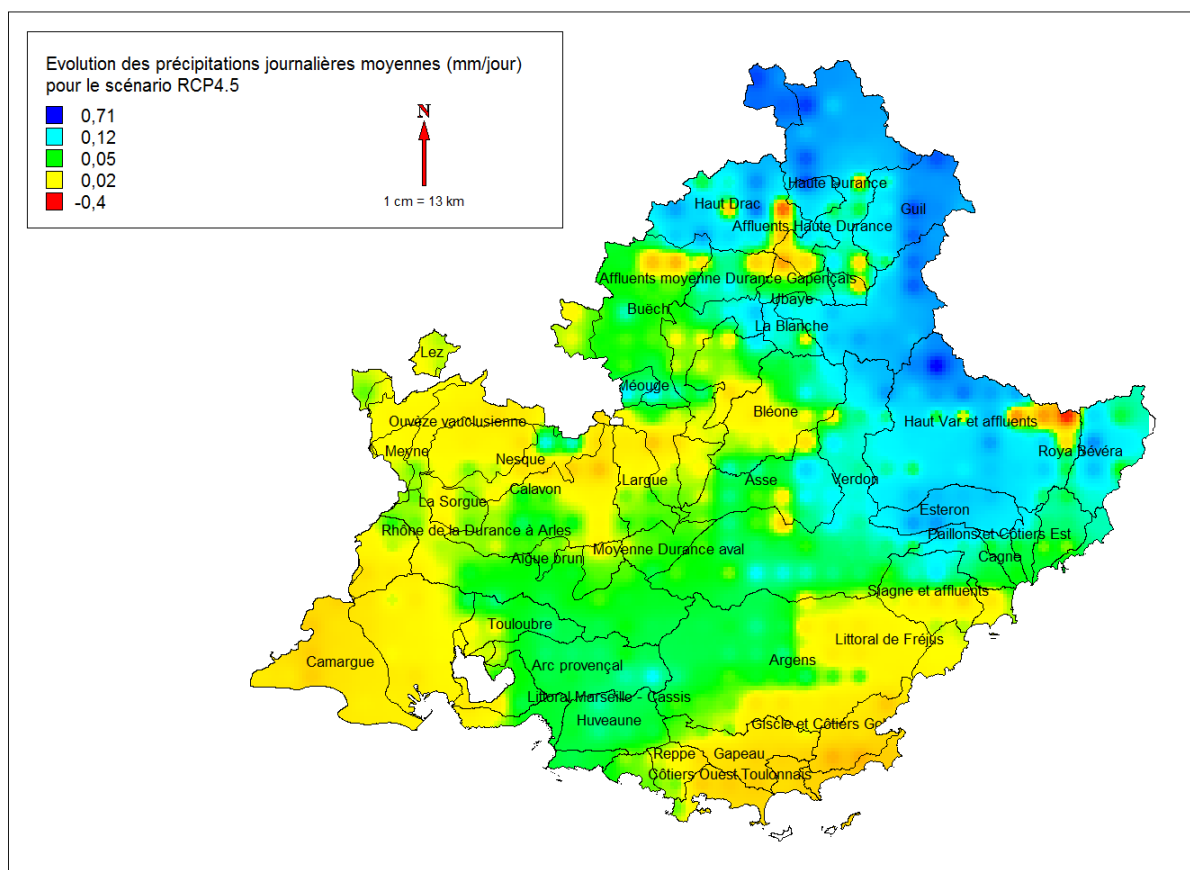 Evolution des précipitations journalières moyennes (mm/jour)
pour le scénario RCP4.5
0,71
0,12
0,05
0,02
-0,4
N
1 cm = 13 km
Haute Durance
Haut Drac
Guil
Affluents Haute Durance
Affluents moyenne Durance Gapençais
Ubaye
Buëch
La Blanche
Lez
Méouge
Bléone
Ouvèze vauclusienne
Haut Var et affluents
Meyne
Nesque
Roya Bévéra
Calavon
Largue
Asse
Verdon
La Sorgue
Esteron
Rhône de la Durance à Arles
Paillons et Côtiers Est
Aigue brun
Moyenne Durance aval
Cagne
Siagne et affluents
Touloubre
Littoral de Fréjus
Camargue
Arc provençal
Argens
Littoral Marseille - Cassis
Huveaune
Giscle et Côtiers Go
Reppe
Gapeau
Côtiers Ouest Toulonnais